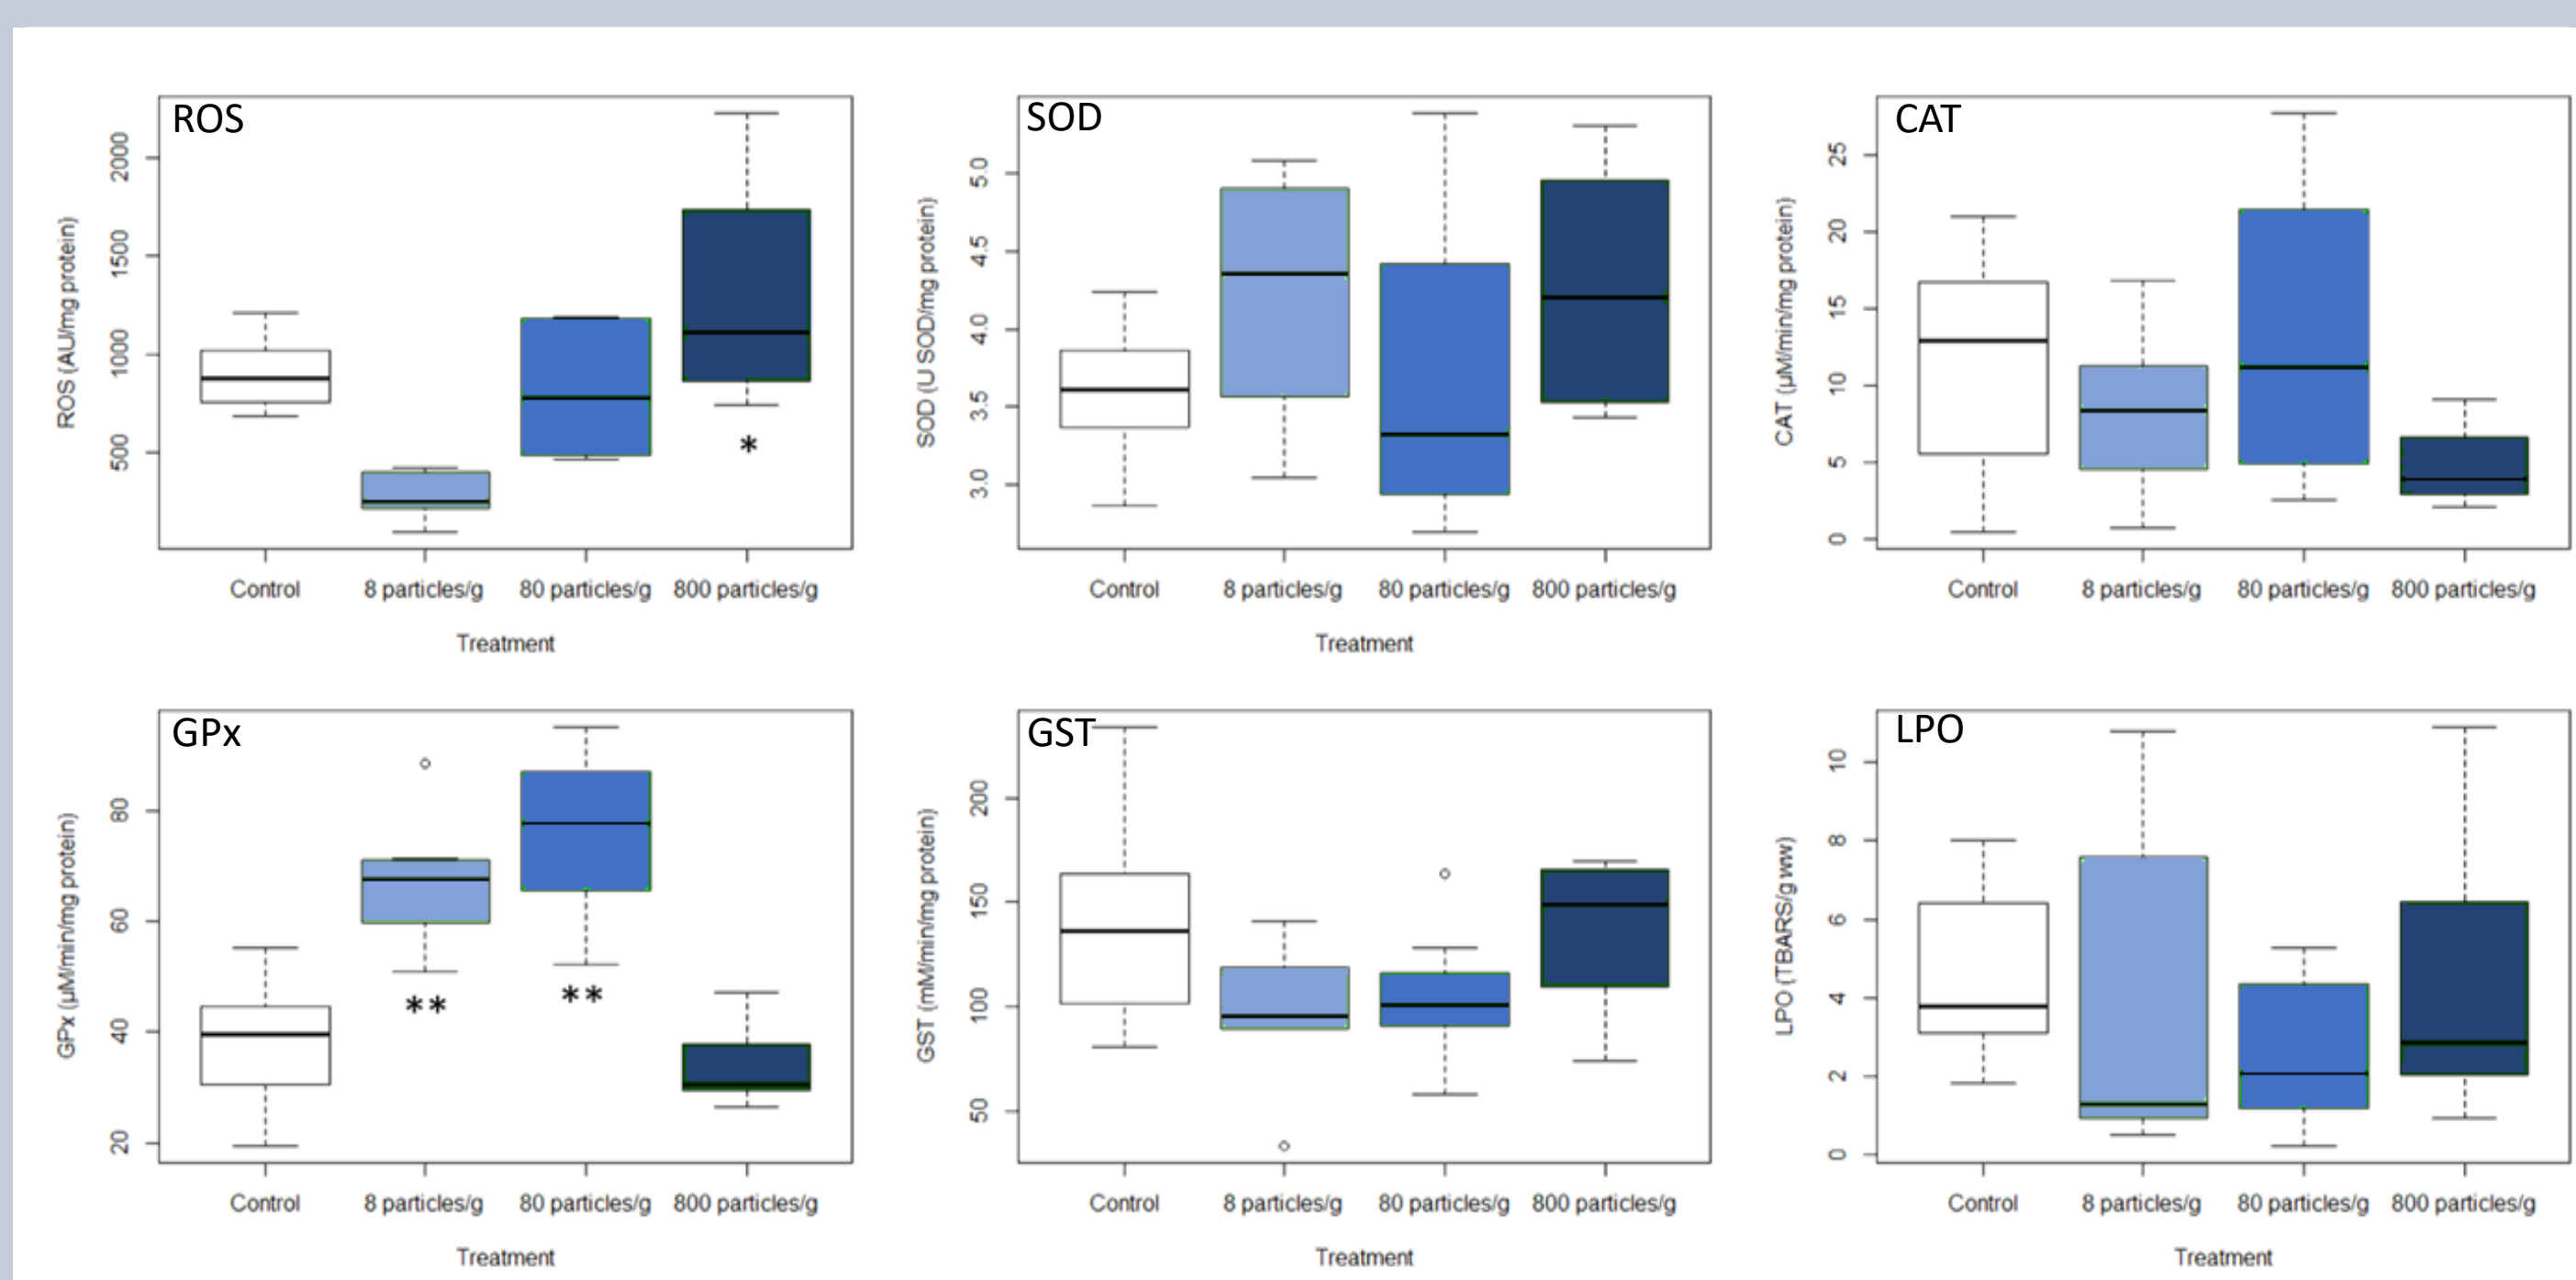 ROS
ROS (AU/mg protein)
2000
1500
1000
500
*
Control 8 particles/g 80 particles/g 800 particles/g
Treatment
SOD
SOD (U SOD/mg protein)
5.0
4.5
4.0
3.5
3.0
Control 8 particles/g 80 particles/g 800 particles/g
Treatment
CAT
CAT (µM/min/mg protein)
25
20
15
10
5
0
Control 8 particles/g 80 particles/g 800 particles/g
GPx
GPx (µM/min/mg protein)
80
60
40
20
**
**
Control 8 particles/g 80 particles/g 800 particles/g
Treatment
GST
GST (mM/min/mg protein)
200
150
100
50
Control 8 particles/g 80 particles/g 800 particles/g
Treatment
LPO
LPO (TBARS/g ww)
10
8
6
4
2
0
Control 8 particles/g 80 particles/g 800 particles/g
Treatment